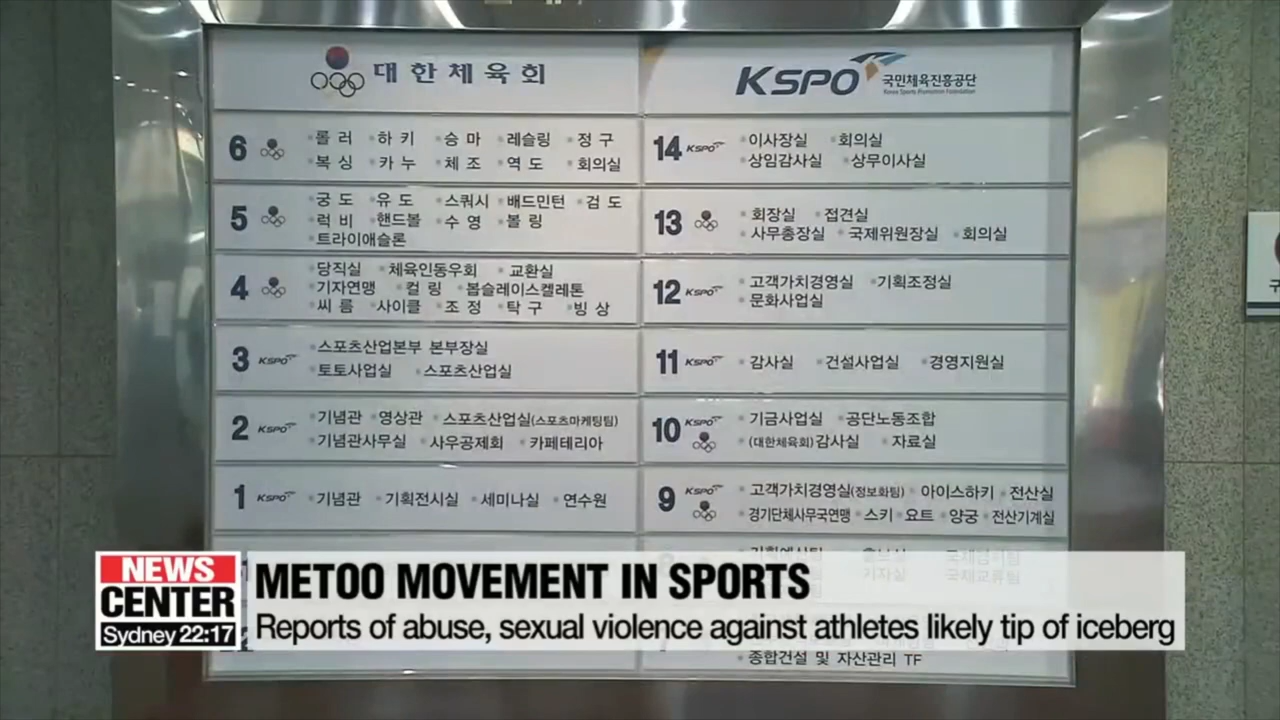 대한체육회
KSPO 국민체육진흥공단
Korea Sports Promotion Foundation
6 롤러 하키 승마 레슬링 정구
복싱 카누 체조 역도 회의실
5 궁도 유도 스쿼시 배드민턴 검도
럭비 핸드볼 수영 볼링
트라이애슬론
4 당직실 체육인동우회 교환실
기자연맹 컬링 봅슬레이스켈레톤
씨름 사이클 조정 탁구 빙상
3 KSPO 스포츠산업본부 본부장실
토토사업실 스포츠산업실
2 KSPO 기념관 영상관 스포츠산업실(스포츠마케팅팀)
기념관사무실 사우공제회 카페테리아
1 KSPO 기념관 기획전시실 세미나실 연수원
14 KSPO 이사장실 회의실
상임감사실 상무이사실
13 회장실 접견실
사무총장실 국제위원장실 회의실
12 KSPO 고객가치경영실 기획조정실
문화사업실
11 KSPO 감사실 건설사업실 경영지원실
10 KSPO 기금사업실 공단노동조합
(대한체육회)감사실 자료실
9 KSPO 고객가치경영실(정보화팀) 아이스하키 전산실
경기단체사무국연맹 스키 요트 양궁 전산기계실
종합건설 및 자산관리 TF
구
NEWS
CENTER
Sydney 22:17
METOO MOVEMENT IN SPORTS
Reports of abuse, sexual violence against athletes likely tip of iceberg